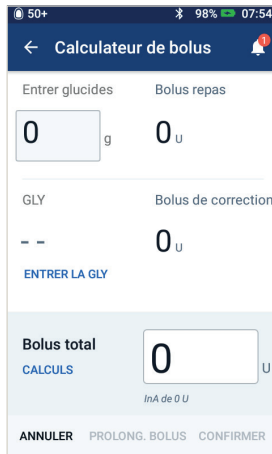 50+ 98% 07:54
Calculateur de bolus 1
Entrer glucides Bolus repas
0 g 0 U
GLY Bolus de correction
-- 0 U
ENTRER LA GLY
Bolus total
CALCULS 0 U
InA de 0 U
ANNULER PROLONG. BOLUS CONFIRMER